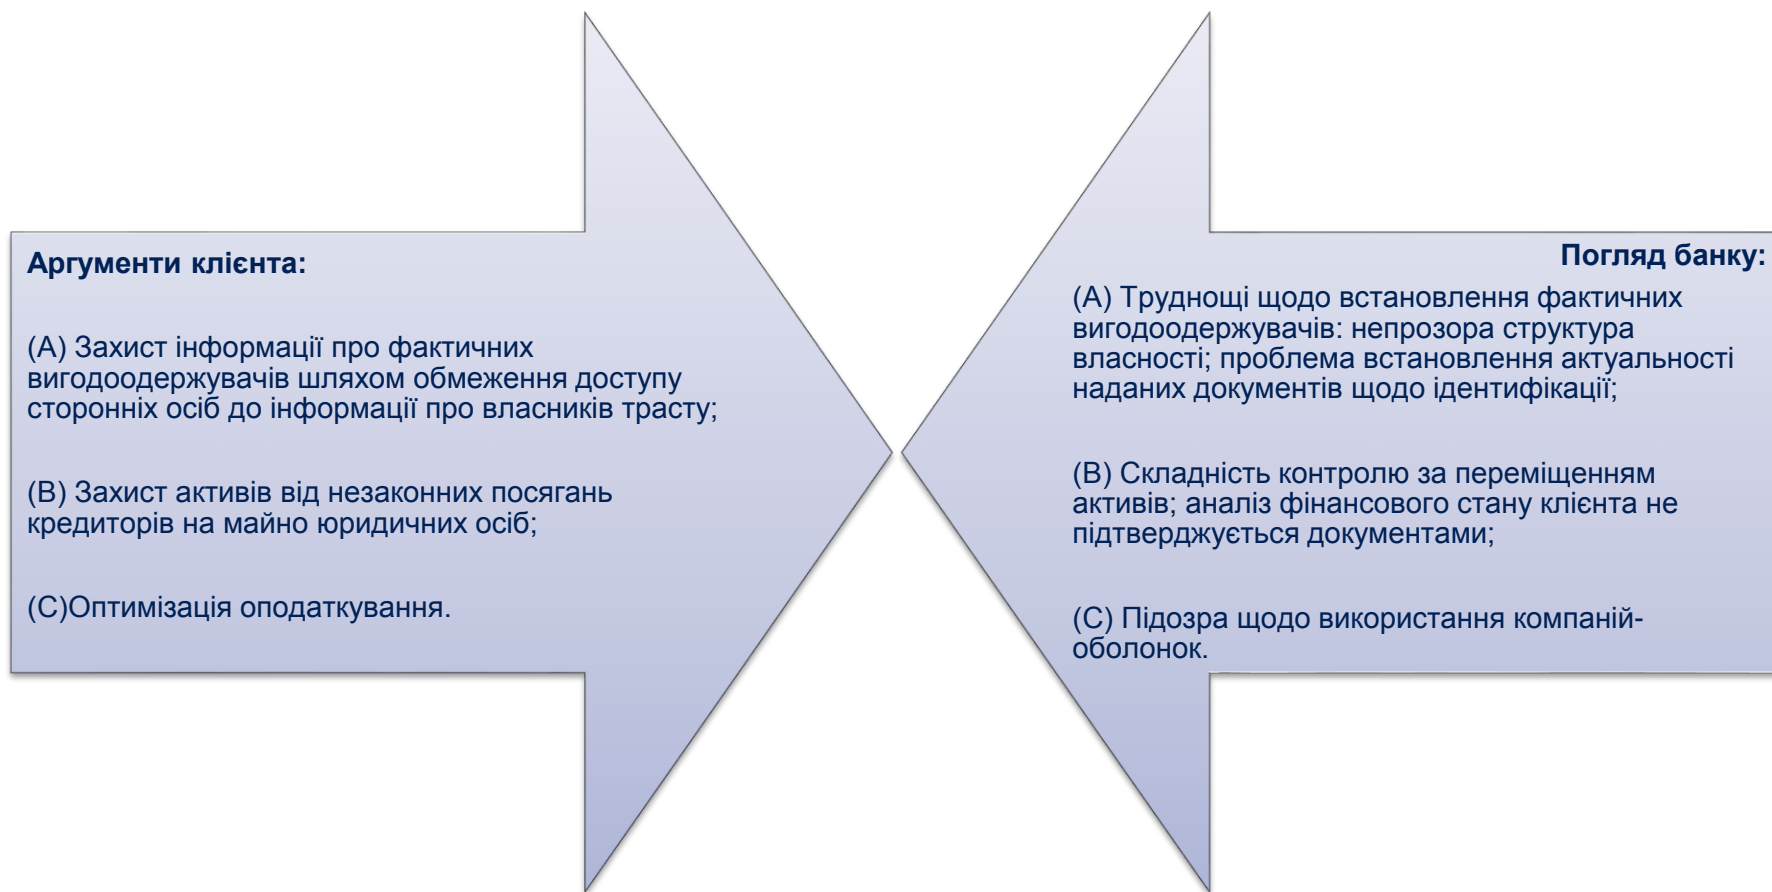 Аргументи клієнта:
(A) Захист інформації про фактичних
вигодоодержувачів шляхом обмеження доступу
сторонніх осіб до інформації про власників трасту;
(B) Захист активів від незаконних посягань
кредиторів на майно юридичних осіб;
(C)Оптимізація оподаткування.
Погляд банку:
(A) Труднощі щодо встановлення фактичних
вигодоодержувачів: непрозора структура
власності; проблема встановлення актуальності
наданих документів щодо ідентифікації;
(B) Складність контролю за переміщенням
активів; аналіз фінансового стану клієнта не
підтверджується документами;
(C) Підозра щодо використання компаній-
оболонок.